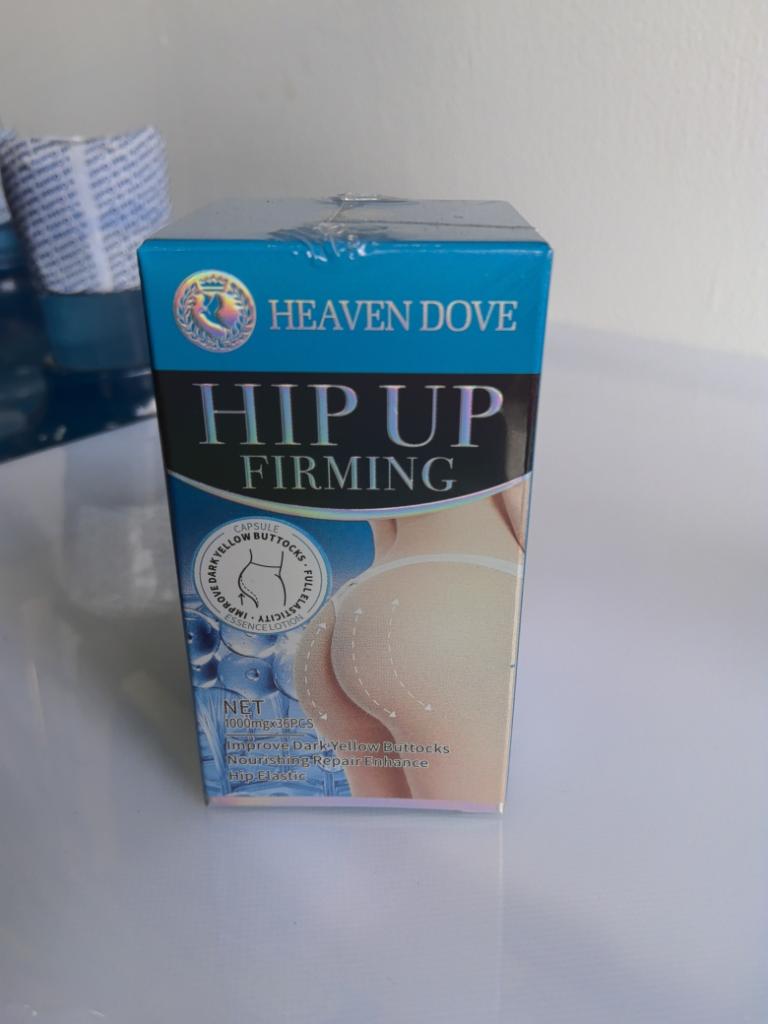 HEAVEN DOVE
HIP UP
FIRMING
CAPSULE
IMPROVE DARK YELLOW BUTTOCKS · FULL ELASTICITY ·
ESSENCE LOTION
NET
1000mgx36PCS
Improve Dark Yellow Buttocks
Nourishing Repair Enhance
Hip Elastic